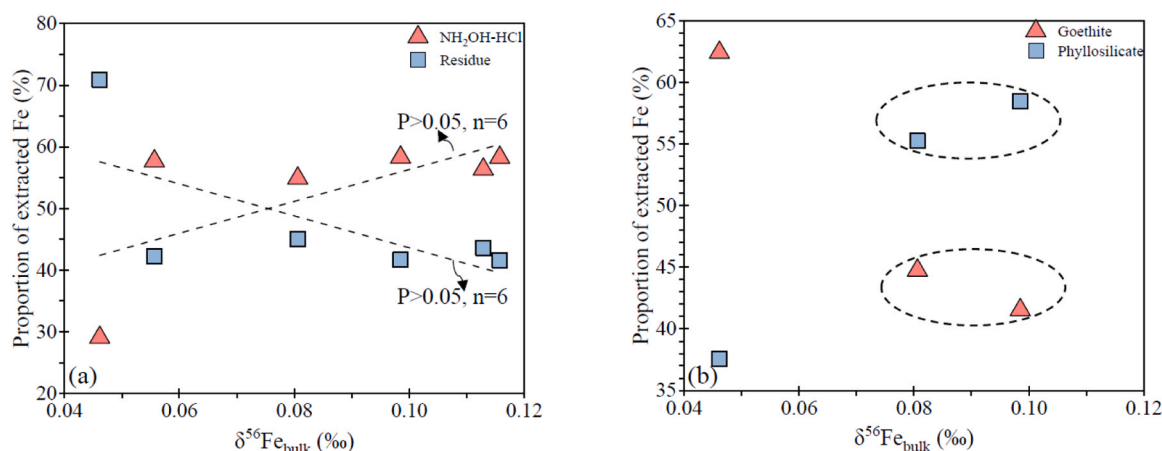 80
70
60
50
40
30
20
Proportion of extracted Fe (%)
NH₂OH-HCl
Residue
P>0.05, n=6
P>0.05, n=6
(a)
0.04 0.06 0.08 0.10 0.12
δ⁵⁶Fe_bulk (‰)
65
60
55
50
45
40
35
Proportion of extracted Fe (%)
Goethite
Phyllosilicate
(b)
0.04 0.06 0.08 0.10 0.12
δ⁵⁶Fe_bulk (‰)